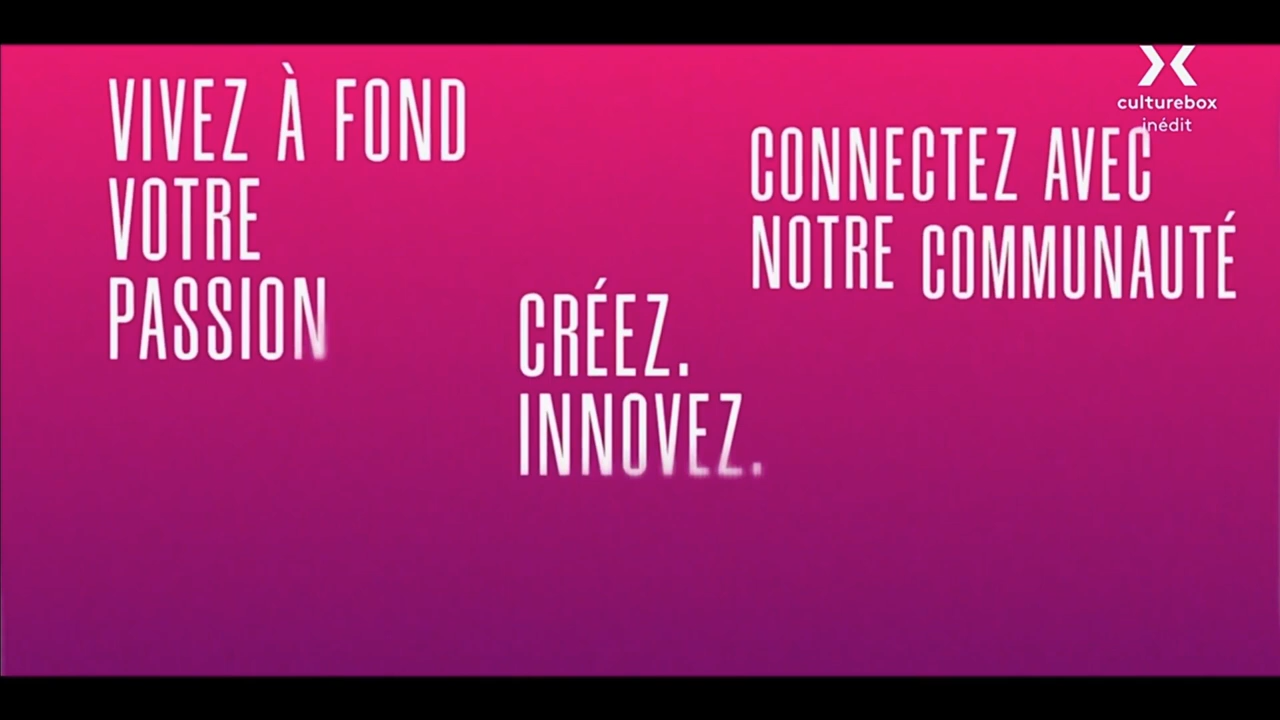 VIVEZ À FOND
VOTRE
PASSION
CRÉEZ.
INNOVEZ.
CONNECTEZ AVEC
NOTRE COMMUNAUTÉ
culturebox
inédit